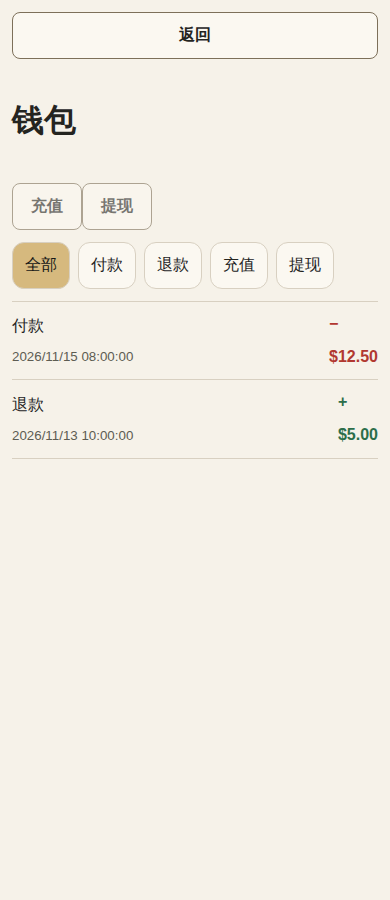 返回
钱包
充值 提现
全部 付款 退款 充值 提现
付款 −
2026/11/15 08:00:00 $12.50
退款 +
2026/11/13 10:00:00 $5.00